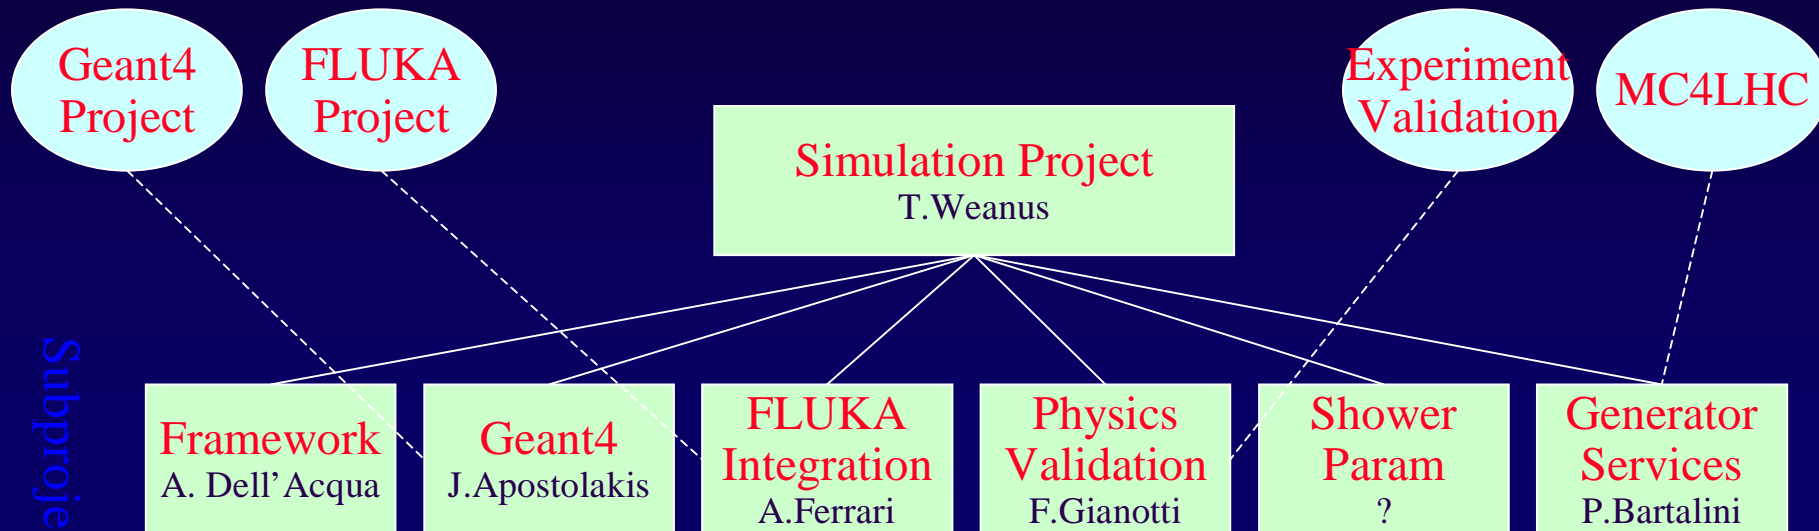 Geant4
Project
FLUKA
Project
Experiment
Validation
MC4LHC
Simulation Project
T.Weanus
Framework
A. Dell’Acqua
Geant4
J.Apostolakis
FLUKA
Integration
A.Ferrari
Physics
Validation
F.Gianotti
Shower
Param
?
Generator
Services
P.Bartalini